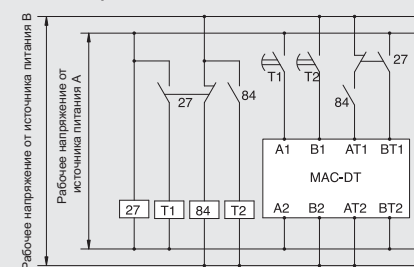 Рабочее напряжение от источника питания В
Рабочее напряжение от
источника питания А
T1
T2
27
27
84
84
A1 B1 AT1 BT1
MAC-DT
27 T1 84 T2
A2 B2 AT2 BT2